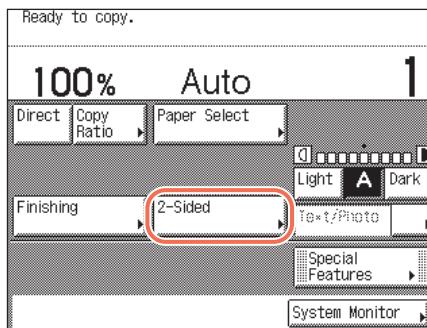 Ready to copy.
100% Auto 1
Direct Copy Ratio Paper Select
Light A Dark
Finishing 2-Sided Text/Photo
Special Features
System Monitor